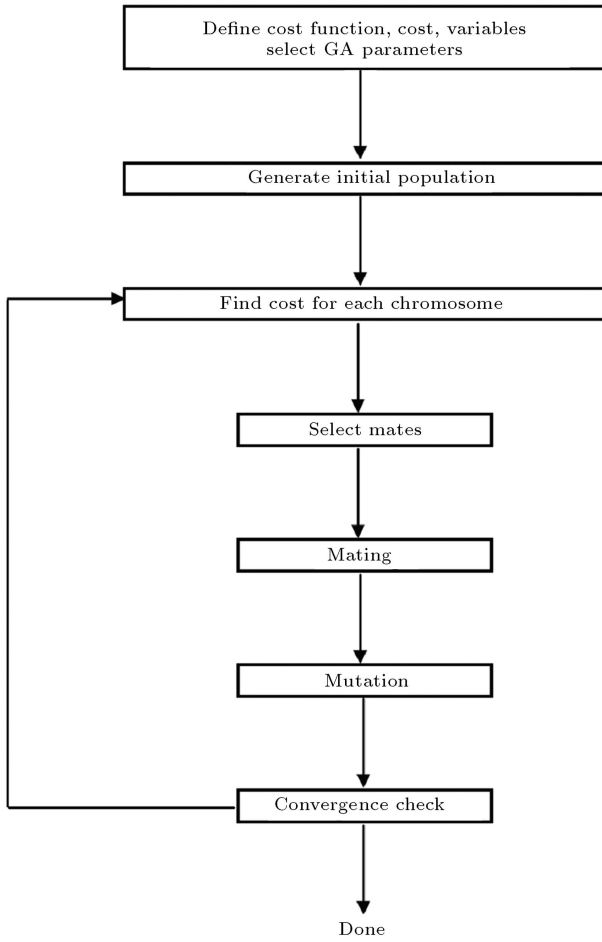 Define cost function, cost, variables
select GA parameters
Generate initial population
Find cost for each chromosome
Select mates
Mating
Mutation
Convergence check
Done